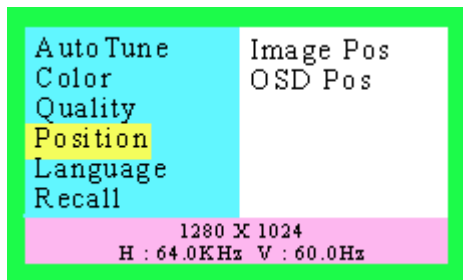 Auto Tune
Color
Quality
Position
Language
Recall
Image Pos
OSD Pos
1280 X 1024
H : 64.0KHz V : 60.0Hz